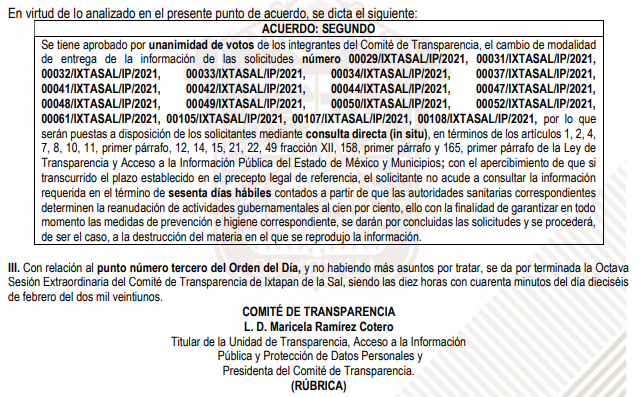 En virtud de lo analizado en el presente punto de acuerdo, se dicta el siguiente:
ACUERDO: SEGUNDO
Se tiene aprobado por unanimidad de votos de los integrantes del Comité de Transparencia, el cambio de modalidad
de entrega de la información de las solicitudes número 00029/IXTASAL/IP/2021, 00031/IXTASAL/IP/2021,
00032/IXTASAL/IP/2021, 00033/IXTASAL/IP/2021, 00034/IXTASAL/IP/2021, 00037/IXTASAL/IP/2021,
00041/IXTASAL/IP/2021, 00042/IXTASAL/IP/2021, 00044/IXTASAL/IP/2021, 00047/IXTASAL/IP/2021,
00048/IXTASAL/IP/2021, 00049/IXTASAL/IP/2021, 00050/IXTASAL/IP/2021, 00052/IXTASAL/IP/2021,
00061/IXTASAL/IP/2021, 00105/IXTASAL/IP/2021, 00107/IXTASAL/IP/2021, 00108/IXTASAL/IP/2021, por lo que
serán puestas a disposición de los solicitantes mediante consulta directa (in situ), en términos de los artículos 1, 2, 4,
7, 8, 10, 11, primer párrafo, 12, 14, 15, 21, 22, 49 fracción XII, 158, primer párrafo y 165, primer párrafo de la Ley de
Transparencia y Acceso a la Información Pública del Estado de México y Municipios; con el apercibimiento de que si
transcurrido el plazo establecido en el precepto legal de referencia, el solicitante no acude a consultar la información
requerida en el término de sesenta días hábiles contados a partir de que las autoridades sanitarias correspondientes
determinen la reanudación de actividades gubernamentales al cien por ciento, ello con la finalidad de garantizar en todo
momento las medidas de prevención e higiene correspondiente, se darán por concluidas las solicitudes y se procederá,
de ser el caso, a la destrucción del materia en el que se reprodujo la información.
III. Con relación al punto número tercero del Orden del Día, y no habiendo más asuntos por tratar, se da por terminada la Octava
Sesión Extraordinaria del Comité de Transparencia de Ixtapan de la Sal, siendo las diez horas con cuarenta minutos del día dieciséis
de febrero del dos mil veintiunos.
COMITÉ DE TRANSPARENCIA
L. D. Maricela Ramírez Cotero
Titular de la Unidad de Transparencia, Acceso a la Información
Pública y Protección de Datos Personales y
Presidenta del Comité de Transparencia.
(RÚBRICA)